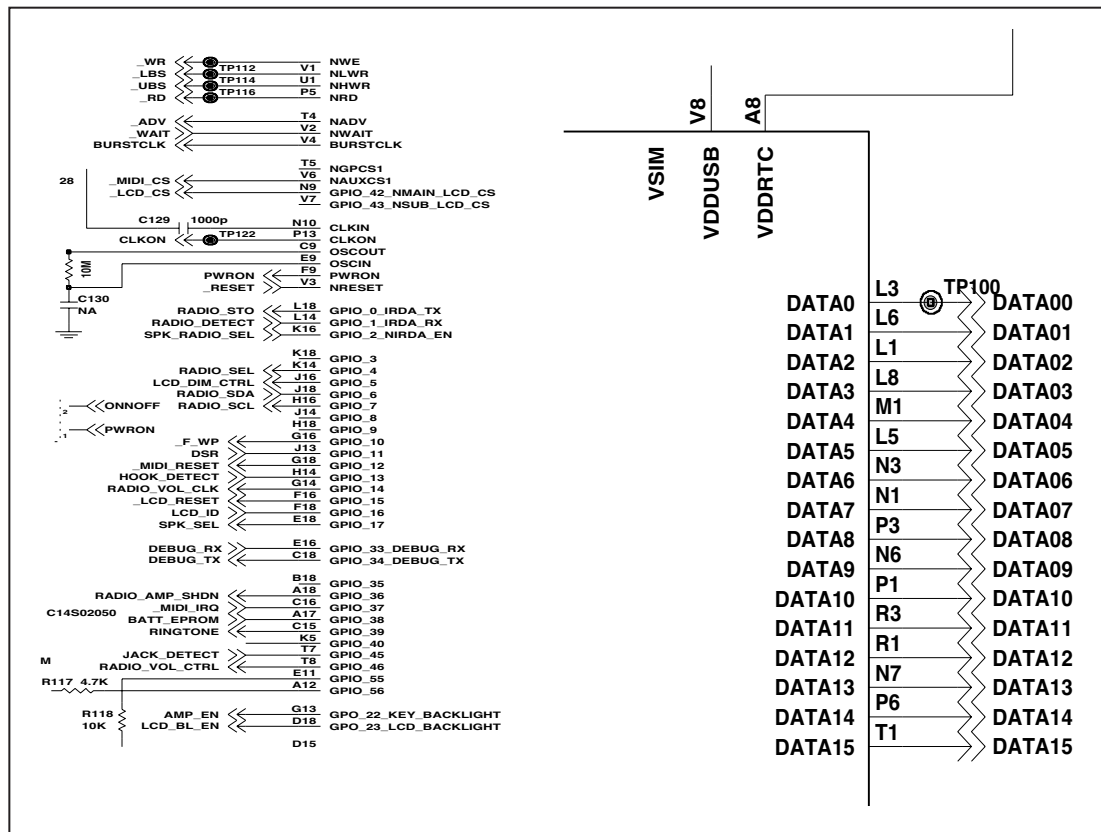 _WR NWE
_LBS TP112 V1 NLWR
_UBS TP114 U1 NHWR
_RD TP116 P5 NRD
_ADV T4 NADV
_WAIT V2 NWAIT
BURSTCLK V4 BURSTCLK
T5 NGPCS1
28 _MIDI_CS V6 NAUXCS1
_LCD_CS N9 GPIO_42_NMAIN_LCD_CS
V7 GPIO_43_NSUB_LCD_CS
C129 1000p N10 CLKIN
CLKON TP122 P13 CLKON
C9 OSCOUT
10M E9 OSCIN
PWRON F9 PWRON
_RESET V3 NRESET
C130
NA
RADIO_STO L18 GPIO_0_IRDA_TX
RADIO_DETECT L14 GPIO_1_IRDA_RX
SPK_RADIO_SEL K16 GPIO_2_NIRDA_EN
K18 GPIO_3
RADIO_SEL K14 GPIO_4
LCD_DIM_CTRL J16 GPIO_5
RADIO_SDA J18 GPIO_6
2 ONNOFF RADIO_SCL H16 GPIO_7
J14 GPIO_8
1 PWRON H18 GPIO_9
_F_WP G16 GPIO_10
DSR J13 GPIO_11
_MIDI_RESET G18 GPIO_12
HOOK_DETECT H14 GPIO_13
RADIO_VOL_CLK G14 GPIO_14
_LCD_RESET F16 GPIO_15
LCD_ID F18 GPIO_16
SPK_SEL E18 GPIO_17
DEBUG_RX E16 GPIO_33_DEBUG_RX
DEBUG_TX C18 GPIO_34_DEBUG_TX
B18 GPIO_35
RADIO_AMP_SHDN A18 GPIO_36
C14S02050 _MIDI_IRQ C16 GPIO_37
BATT_EPROM A17 GPIO_38
RINGTONE C15 GPIO_39
K5 GPIO_40
JACK_DETECT T7 GPIO_45
M RADIO_VOL_CTRL T8 GPIO_46
E11 GPIO_55
R117 4.7K A12 GPIO_56
R118 AMP_EN G13 GPO_22_KEY_BACKLIGHT
10K LCD_BL_EN D18 GPO_23_LCD_BACKLIGHT
D15
V8 A8
VSIM VDDUSB VDDRTC
DATA0 L3 TP100 DATA00
DATA1 L6 DATA01
DATA2 L1 DATA02
DATA3 L8 DATA03
DATA4 M1 DATA04
DATA5 L5 DATA05
DATA6 N3 DATA06
DATA7 N1 DATA07
DATA8 P3 DATA08
DATA9 N6 DATA09
DATA10 P1 DATA10
DATA11 R3 DATA11
DATA12 R1 DATA12
DATA13 N7 DATA13
DATA14 P6 DATA14
DATA15 T1 DATA15